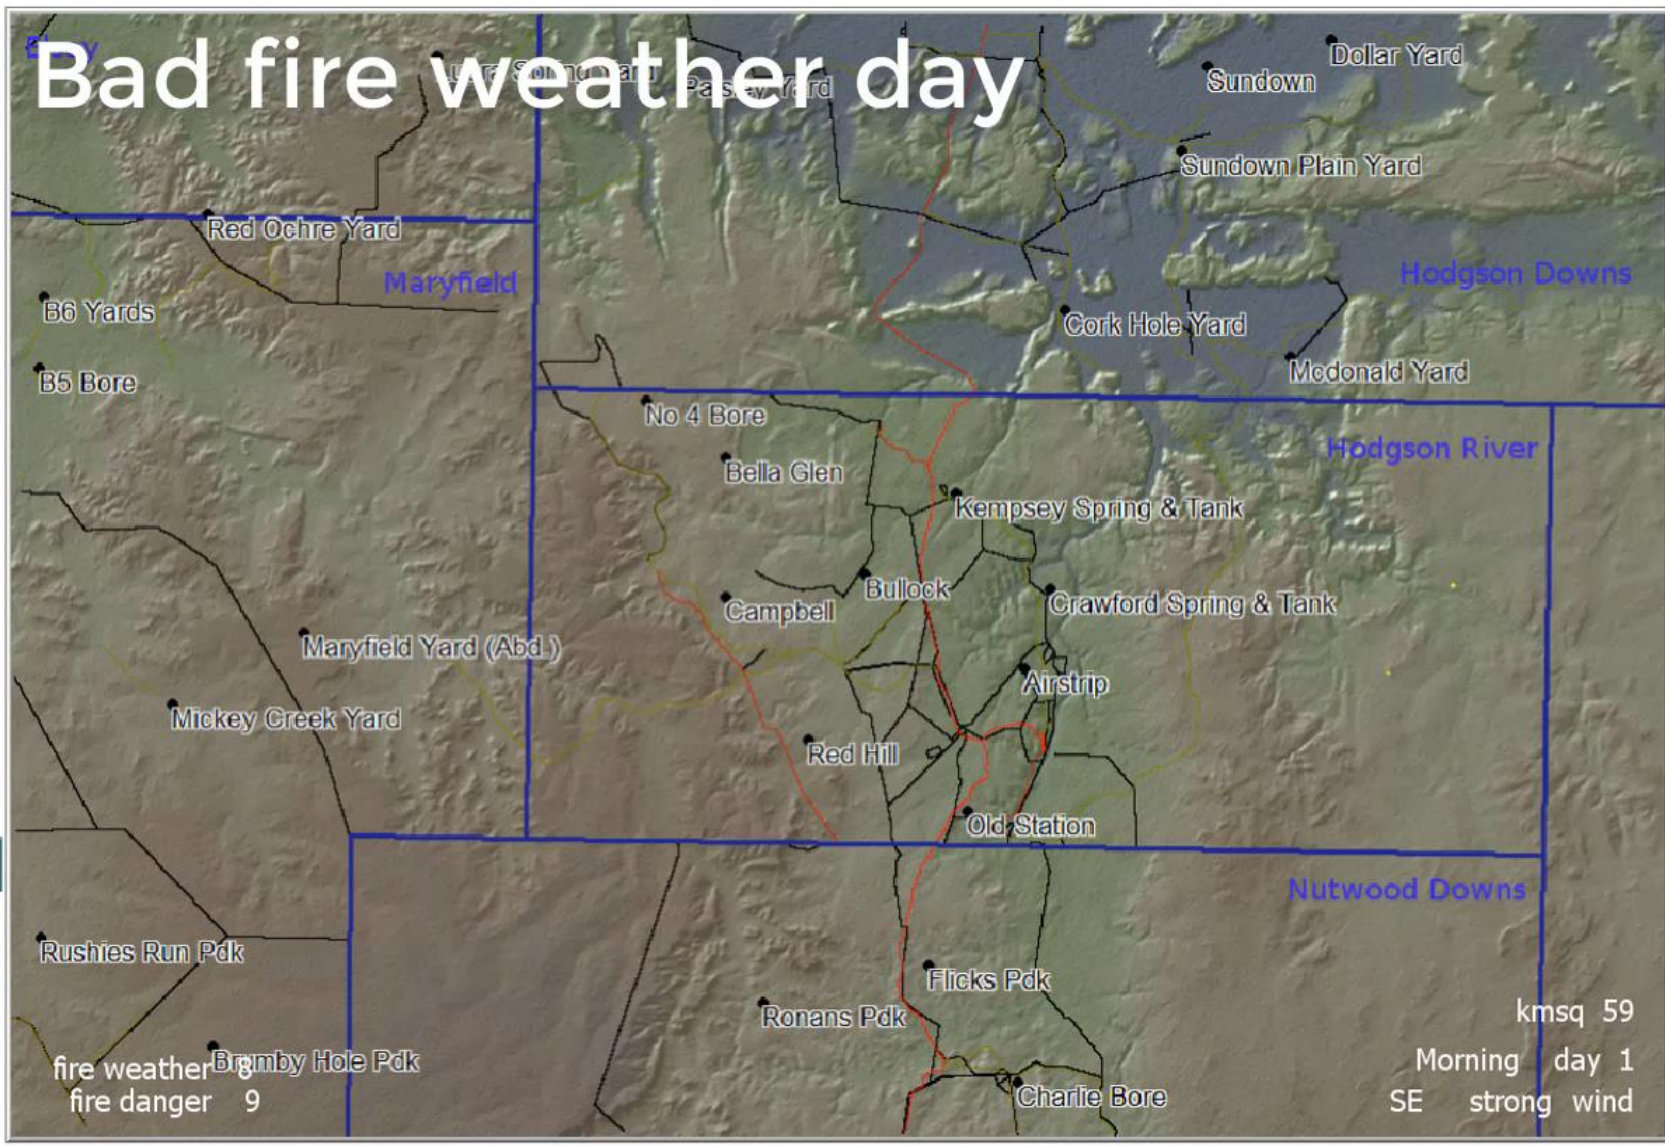 Bad fire weather day
Dollar Yard
Sundown
Paisley Yard
Sundown Plain Yard
Red Ochre Yard
Maryfield
Hodgson Downs
B6 Yards
Cork Hole Yard
B5 Bore
Mcdonald Yard
No 4 Bore
Hodgson River
Bella Glen
Kempsey Spring & Tank
Bullock
Crawford Spring & Tank
Campbell
Maryfield Yard (Abd.)
Airstrip
Mickey Creek Yard
Red Hill
Old Station
Nutwood Downs
Rushies Run Pdk
Flicks Pdk
Ronans Pdk
kmsq 59
Brumby Hole Pdk
fire weather 8
Morning day 1
fire danger 9
Charlie Bore
SE strong wind